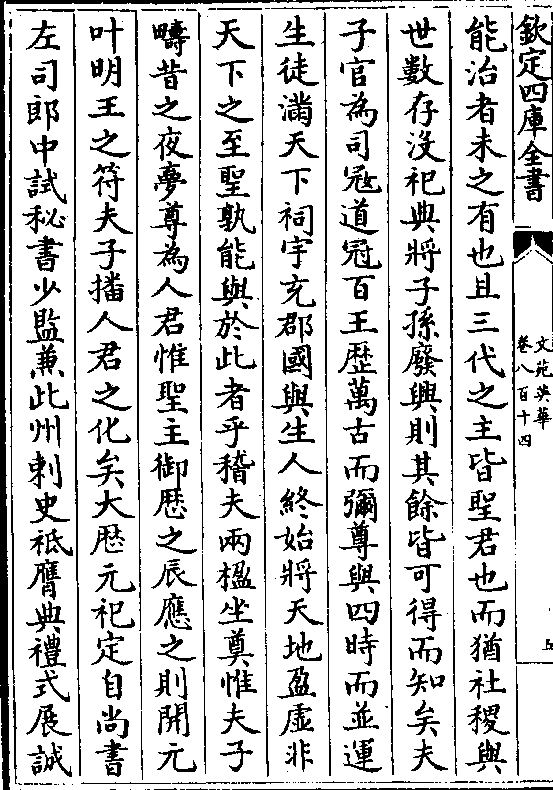 欽定四庫全書
文苑英華
卷八百十四
五
能治者未之有也且三代之主皆聖君也而猶社稷與
世數存没祀典將子孫廢興則其餘皆可得而知矣夫
子官為司冦道冠百王歴萬古而彌尊與四時而並運
生徒滿天下祠宇充郡國與生人終始將天地盈虛非
天下之至聖孰能與於此者乎稽夫兩楹坐奠惟夫子
疇昔之夜夢尊為人君惟聖主御歴之辰應之則開元
叶明王之符夫子播人君之化矣大歴元祀定自尚書
左司郎中試秘書少監兼此州刺史祗膺典禮式展誠